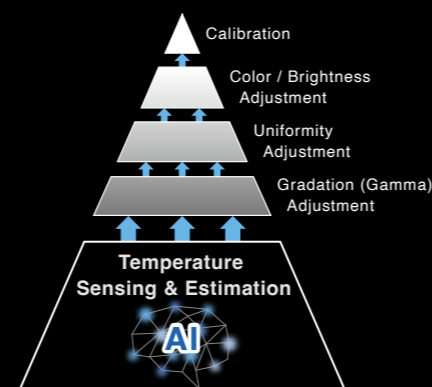 Calibration
Color / Brightness
Adjustment
Uniformity
Adjustment
Gradation (Gamma)
Adjustment
Temperature
Sensing & Estimation
AI